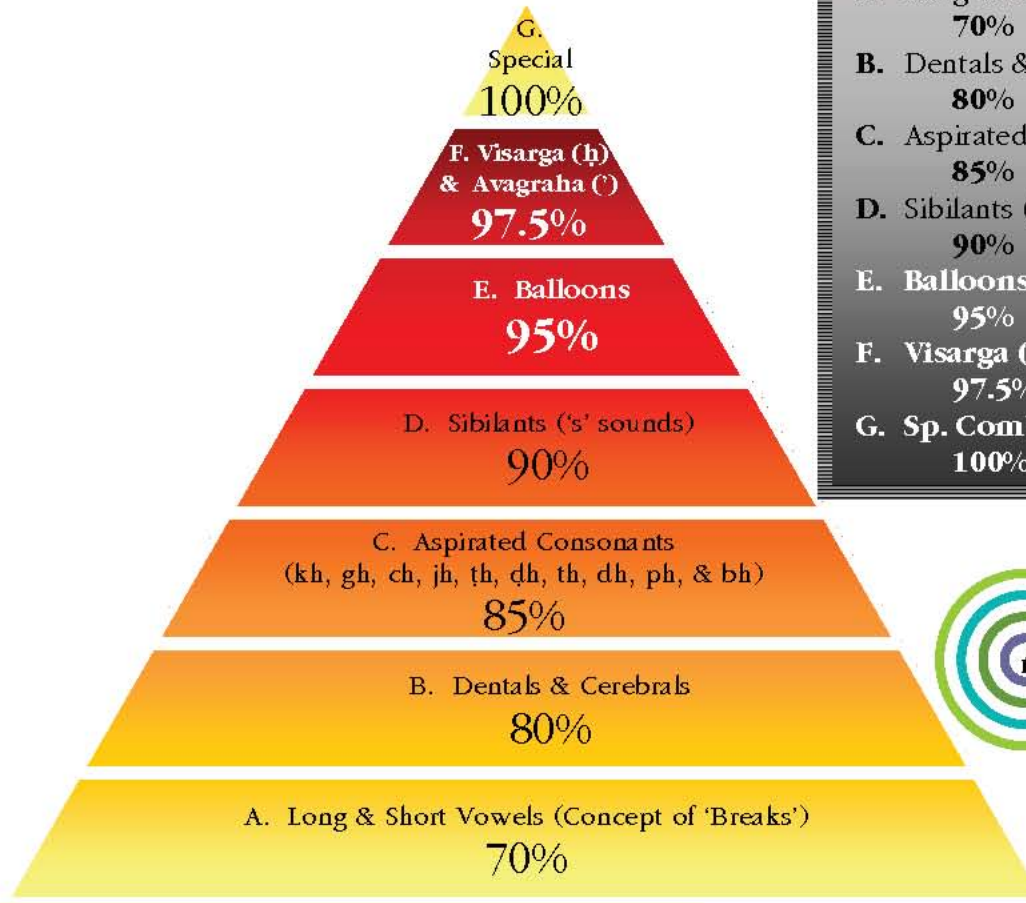 G.
Special
100%
F. Visarga (ḥ)
& Avagraha (’)
97.5%
E. Balloons
95%
D. Sibilants (‘s’ sounds)
90%
C. Aspirated Consonants
(kh, gh, ch, jh, ṭh, ḍh, th, dh, ph, & bh)
85%
B. Dentals & Cerebrals
80%
A. Long & Short Vowels (Concept of ‘Breaks’)
70%
70%
B. Dentals &
80%
C. Aspirated
85%
D. Sibilants (
90%
E. Balloons
95%
F. Visarga (
97.5%
G. Sp. Com
100%